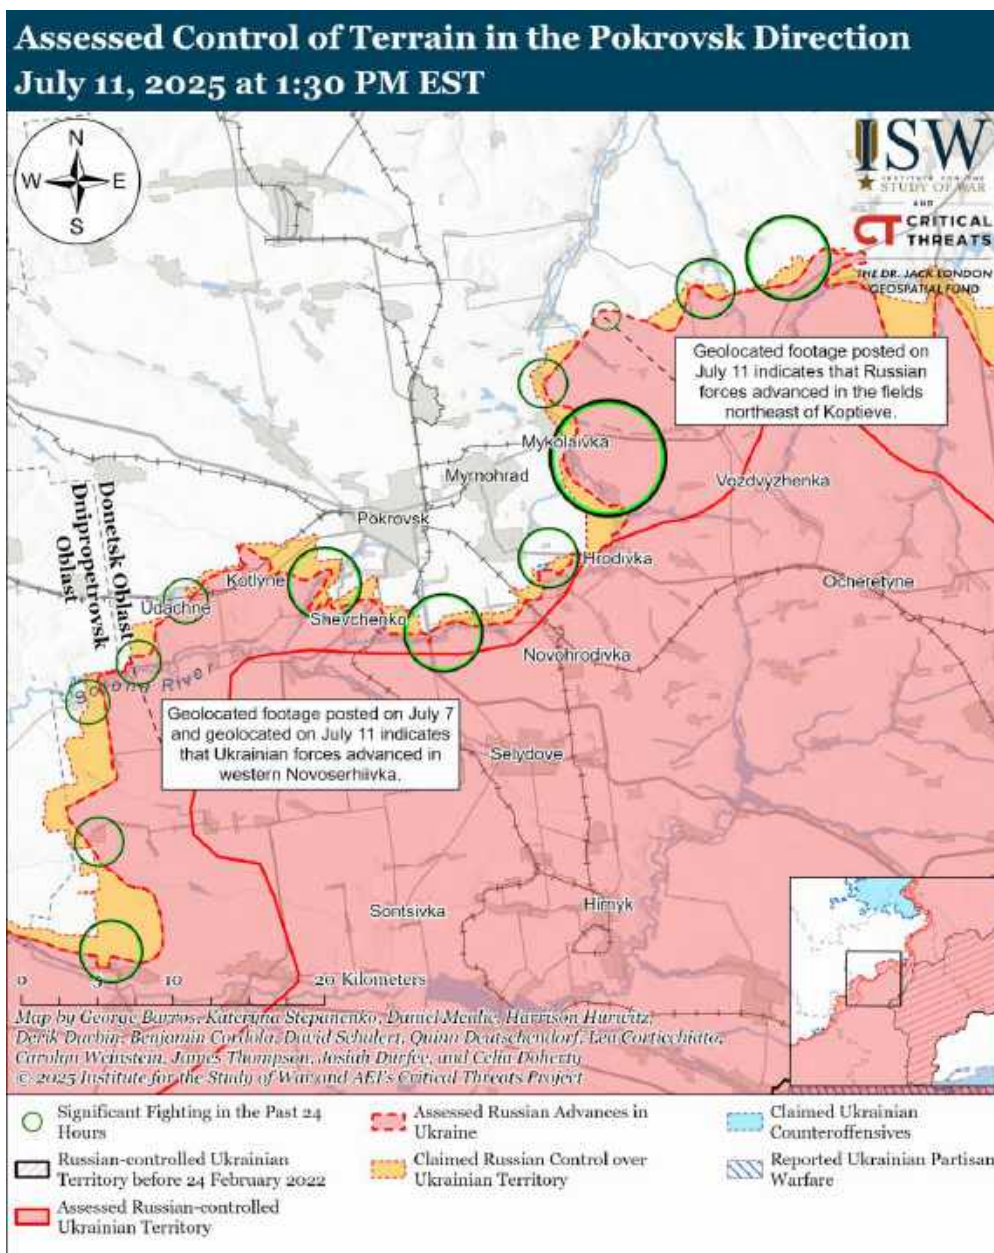 Assessed Control of Terrain in the Pokrovsk Direction
July 11, 2025 at 1:30 PM EST
N
W E
S
ISW
INSTITUTE FOR THE
STUDY OF WAR
AND
CT CRITICAL
THREATS
THE DR. JACK LONDON
GEOSPATIAL FUND
Geolocated footage posted on
July 11 indicates that Russian
forces advanced in the fields
northeast of Koptieve.
Mykolaivka
Myrnohrad
Vozdvyzhenka
Pokrovsk
Donetsk Oblast
Dnipropetrovsk
Oblast
Hrodivka
Kotlyne
Ocheretyne
Udachne
Shevchenko
Novohrodivka
River
Geolocated footage posted on July 7
and geolocated on July 11 indicates
that Ukrainian forces advanced in
western Novoserhiivka.
Selydove
Sontsivka
Hirnyk
0 5 10 20 Kilometers
Map by George Barros, Kateryna Stepanenko, Daniel Mealie, Harrison Hurwitz,
Derik Durbin, Benjamin Cordola, David Schulert, Quinn Deutschendorf, Lea Corticchiato,
Carolyn Weinstein, James Thompson, Josiah Durfee, and Celia Doherty
© 2025 Institute for the Study of War and AEI's Critical Threats Project
Significant Fighting in the Past 24
Hours
Russian-controlled Ukrainian
Territory before 24 February 2022
Assessed Russian-controlled
Ukrainian Territory
Assessed Russian Advances in
Ukraine
Claimed Russian Control over
Ukrainian Territory
Claimed Ukrainian
Counteroffensives
Reported Ukrainian Partisan
Warfare